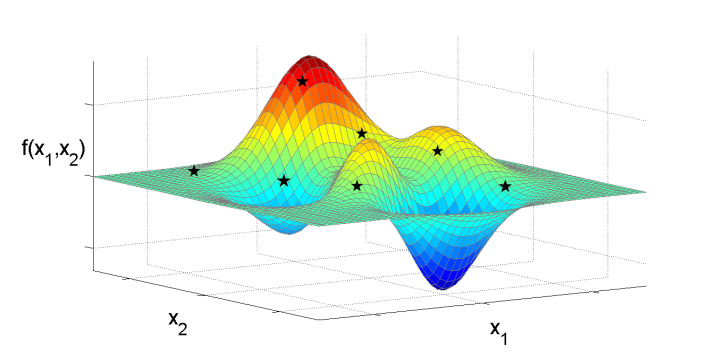 f(x₁,x₂)
x₂
x₁